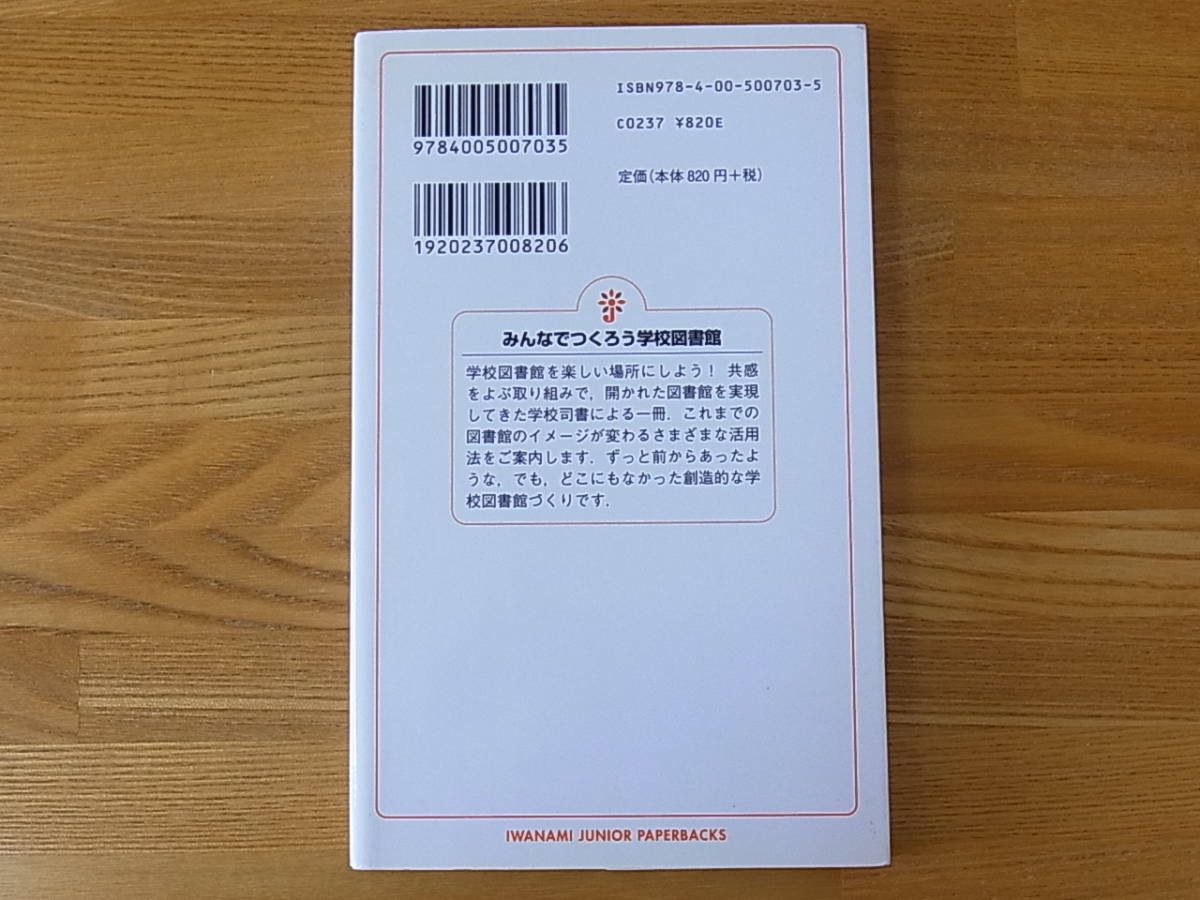 ISBN978-4-00-500703-5
9784005007035
C0237 ¥820E
定価(本体820円+税)
1920237008206
みんなでつくろう学校図書館
学校図書館を楽しい場所にしよう! 共感
をよぶ取り組みで,開かれた図書館を実現
してきた学校司書による一冊.これまでの
図書館のイメージが変わるさまざまな活用
法をご案内します.ずっと前からあったよ
うな,でも,どこにもなかった創造的な学
校図書館づくりです.
IWANAMI JUNIOR PAPERBACKS